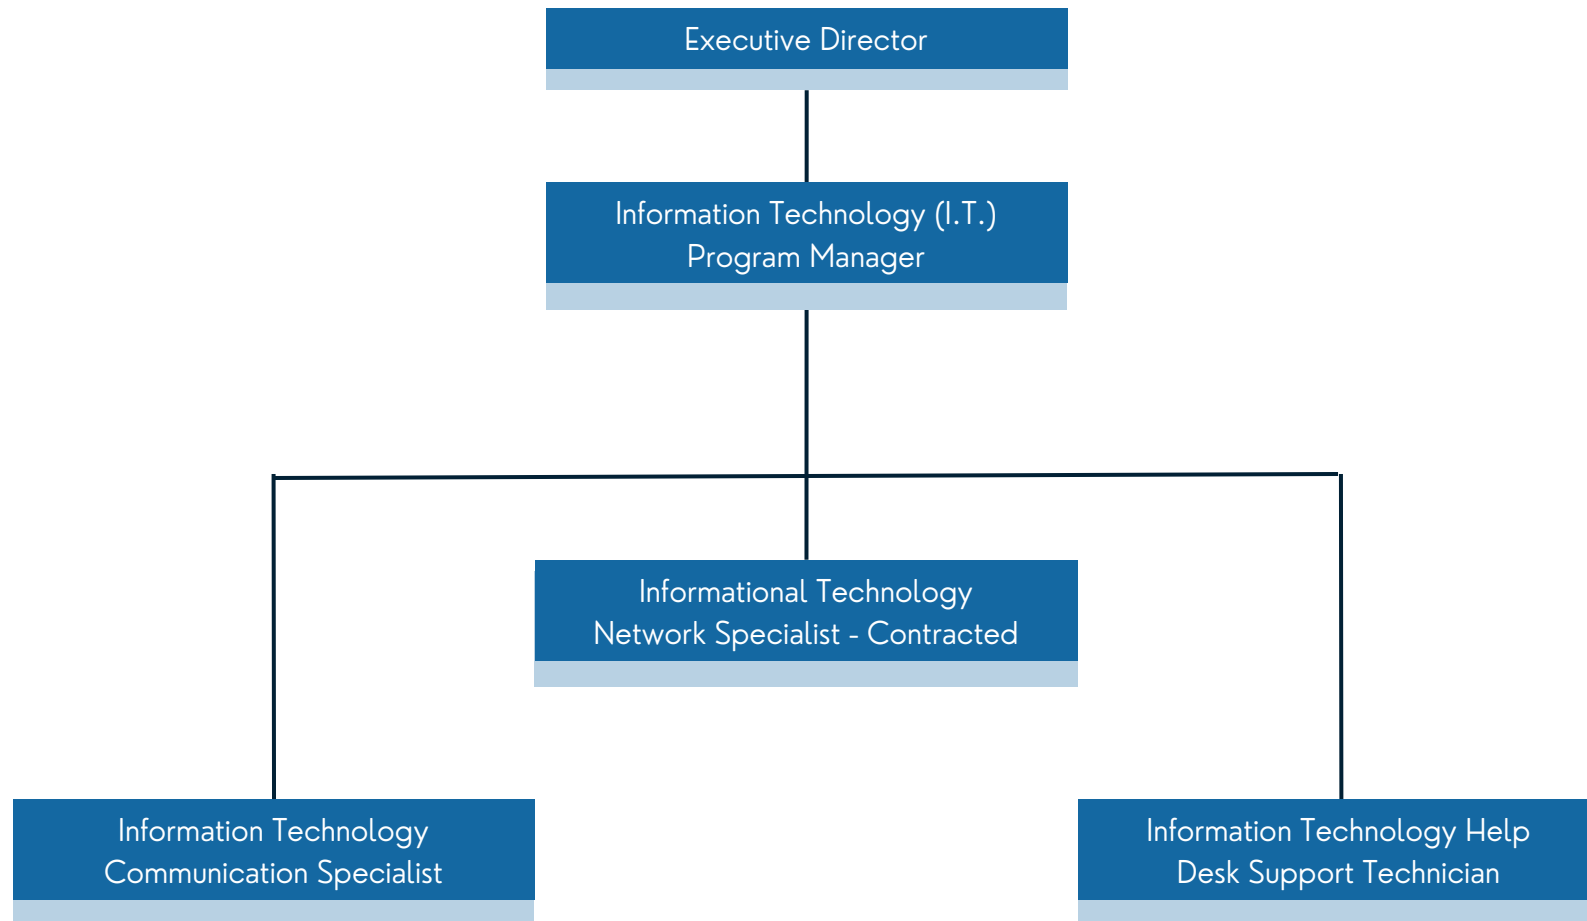 Executive Director
Information Technology (I.T.)
Program Manager
Informational Technology
Network Specialist - Contracted
Information Technology
Communication Specialist
Information Technology Help
Desk Support Technician